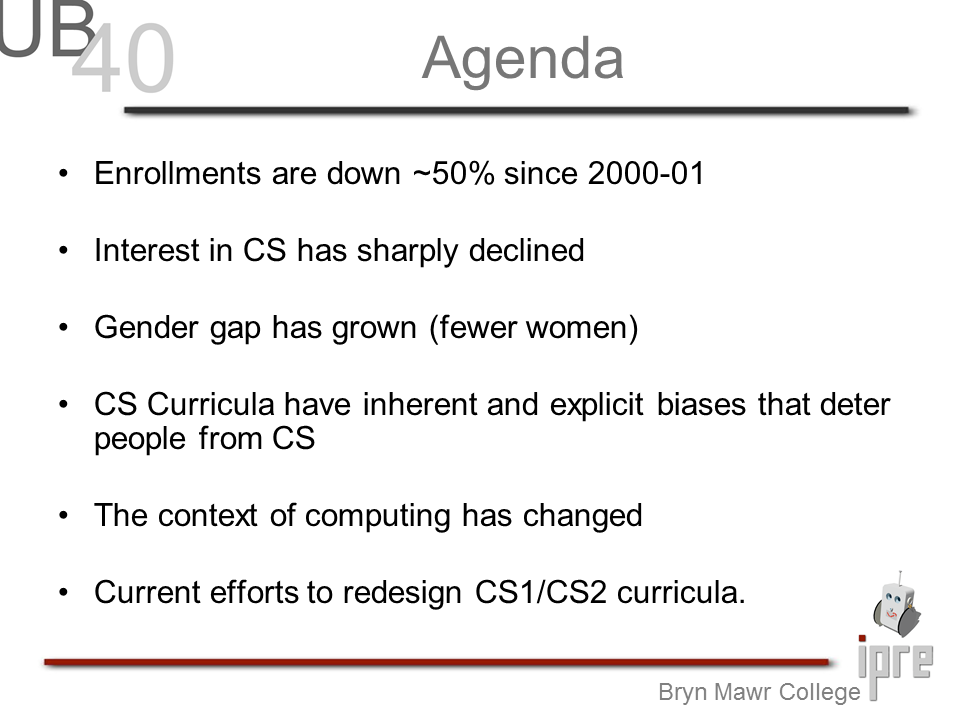 UB
40
Agenda
• Enrollments are down ~50% since 2000-01
• Interest in CS has sharply declined
• Gender gap has grown (fewer women)
• CS Curricula have inherent and explicit biases that deter
people from CS
• The context of computing has changed
• Current efforts to redesign CS1/CS2 curricula.
ipre
Bryn Mawr College